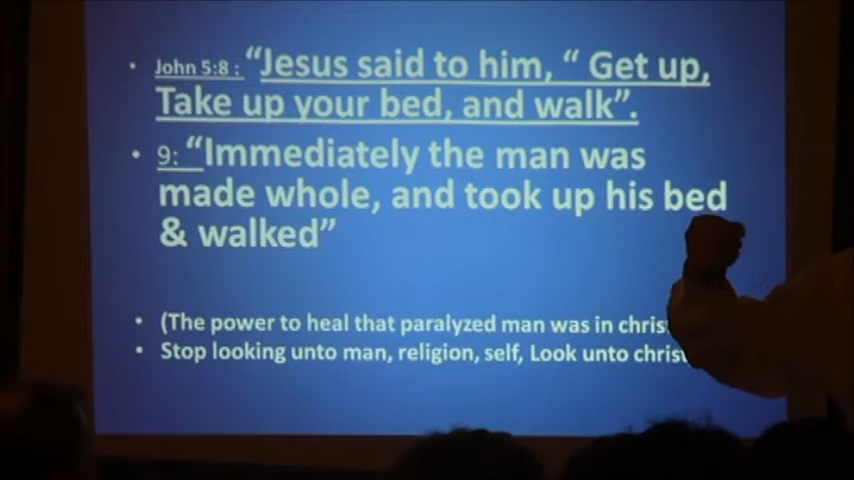 • John 5:8 : “Jesus said to him, “ Get up,
Take up your bed, and walk”.
• 9: “Immediately the man was
made whole, and took up his bed
& walked”
• (The power to heal that paralyzed man was in chris
• Stop looking unto man, religion, self, Look unto christ